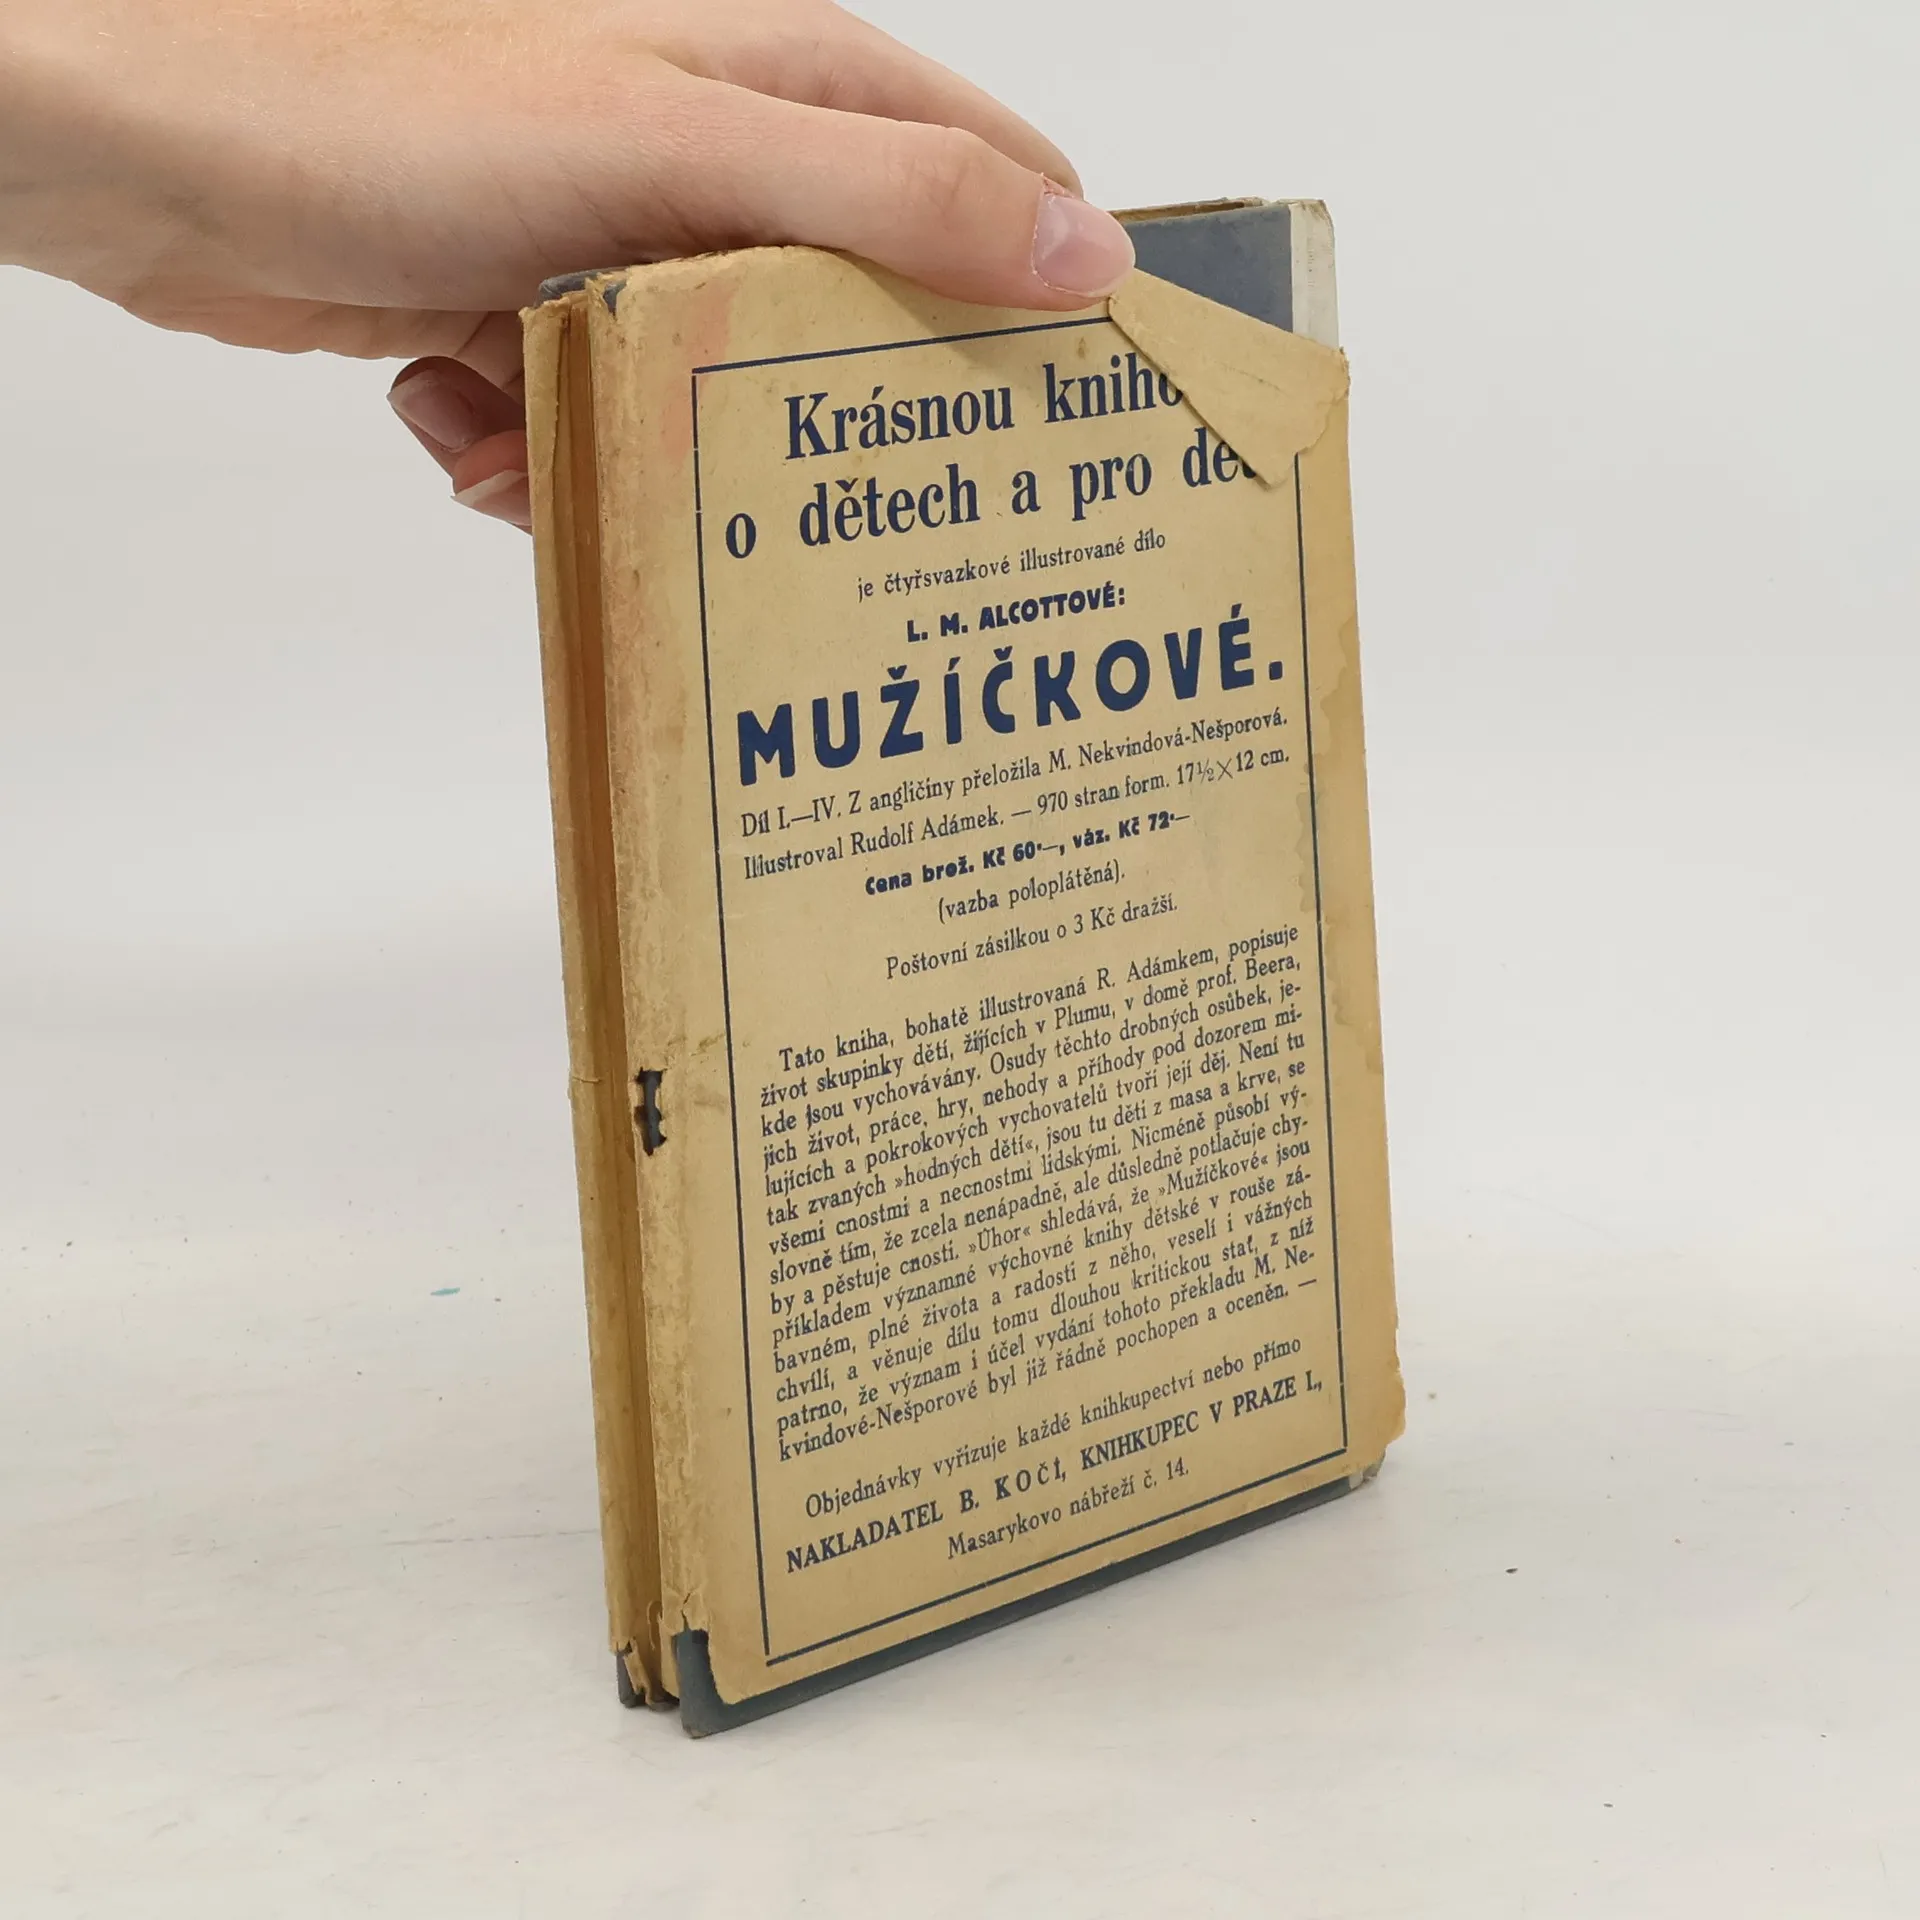 Krásnou
o dětech a pro
je čtyřsvazkové illustrované dílo
L. M. ALCOTTOVÉ:
MUŽÍČKOVÉ.
Díl I.—IV. Z angličiny přeložila M. Nekvindová-Nešporová.
Illustroval Rudolf Adámek. — 970 stran form. 17½×12 cm.
Cena brož. Kč 60·—, váz. Kč 72·—
(vazba poloplátěná).
Poštovní zásilkou o 3 Kč dražší.
Tato kniha, bohatě illustrovaná R. Adámkem, popisuje
život skupinky dětí, žijících v Plumu, v domě prof. Beera,
kde jsou vychovávány. Osudy těchto drobných osůbek, je-
jich život, práce, hry, nehody a příhody pod dozorem mi-
lujících a pokrokových vychovatelů tvoří její děj. Není tu
tak zvaných »hodných dětí«, jsou tu děti z masa a krve, se
všemi cnostmi a necnostmi lidskými. Nicméně působí vý-
slovně tím, že zcela nenápadně, ale důsledně potlačuje chy-
by a pěstuje cnosti. »Úhor« shledává, že »Mužíčkové« jsou
příkladem významné výchovné knihy dětské v rouše zá-
bavném, plné života a radosti z něho, veselí i vážných
chvílí, a věnuje dílu tomu dlouhou kritickou stať, z níž
patrno, že význam i účel vydání tohoto překladu M. Ne-
kvindové-Nešporové byl již řádně pochopen a oceněn. —
Objednávky vyřizuje každé knihkupectví nebo přímo
NAKLADATEL B. KOČÍ, KNIHKUPEC V PRAZE I.,
Masarykovo nábřeží č. 14.